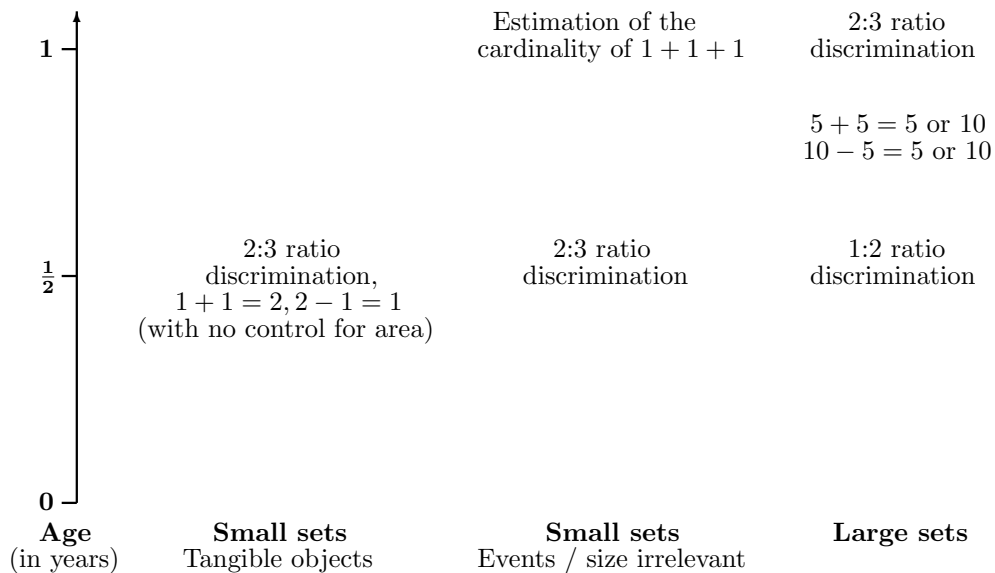 1
Estimation of the
cardinality of 1 + 1 + 1
2:3 ratio
discrimination
5 + 5 = 5 or 10
10 − 5 = 5 or 10
1/2
2:3 ratio
discrimination,
1 + 1 = 2, 2 − 1 = 1
(with no control for area)
2:3 ratio
discrimination
1:2 ratio
discrimination
0
Age
(in years)
Small sets
Tangible objects
Small sets
Events / size irrelevant
Large sets